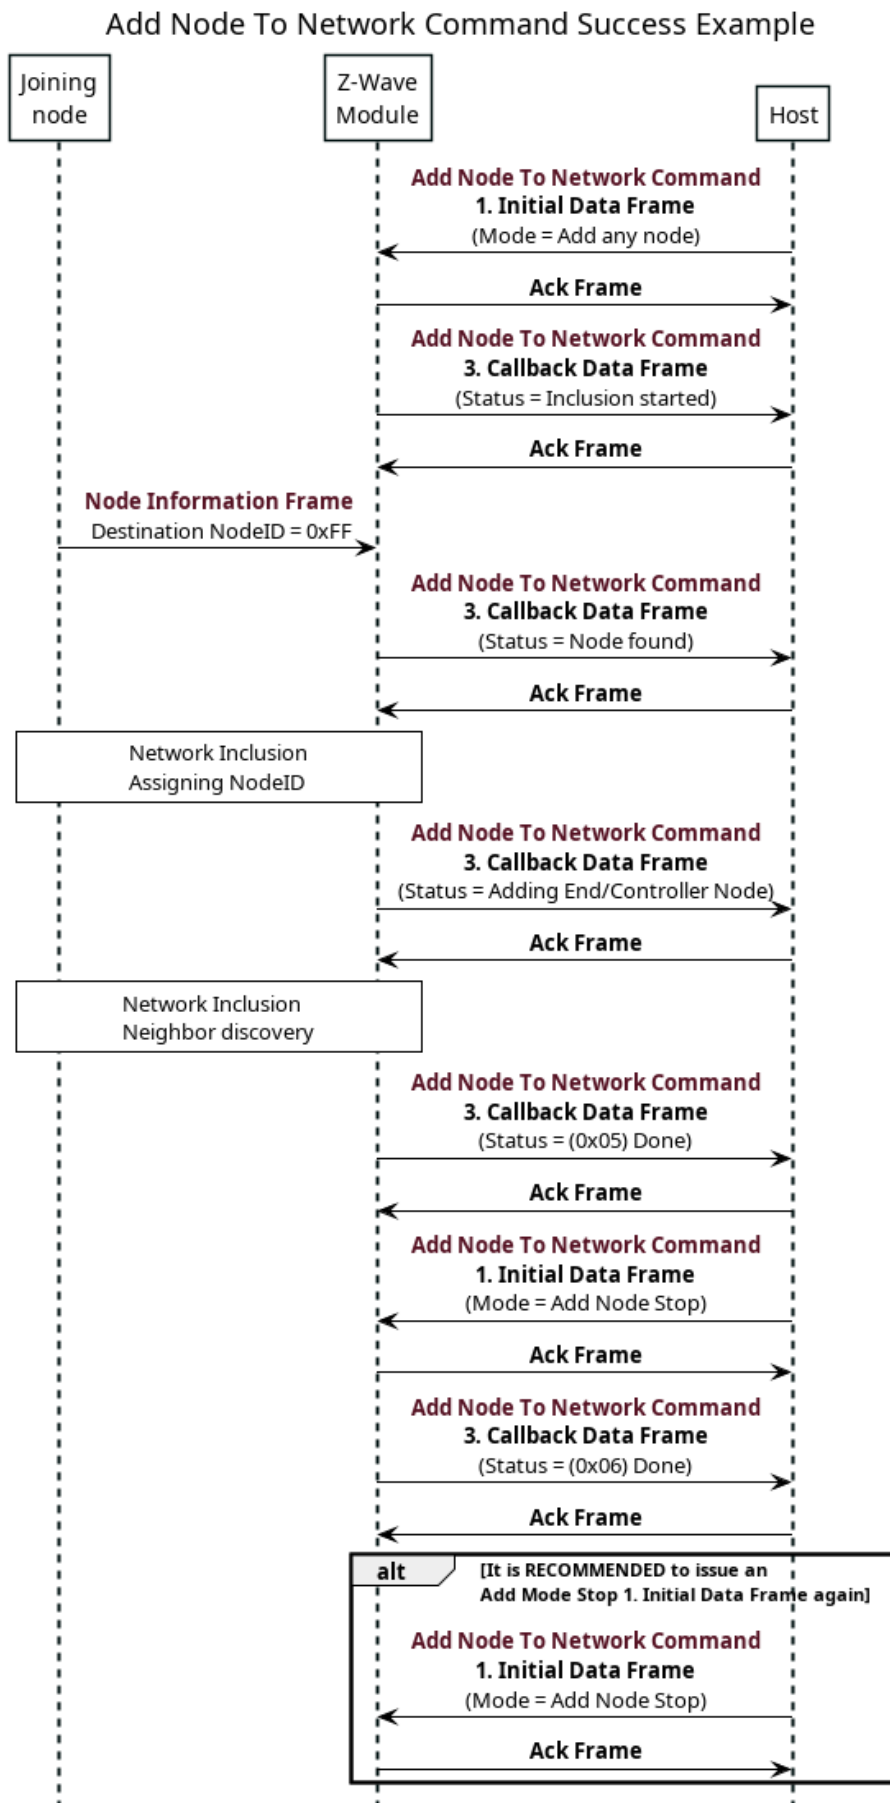 Add Node To Network Command Success Example
Joining
node
Z-Wave
Module
Host
Add Node To Network Command
1. Initial Data Frame
(Mode = Add any node)
Ack Frame
Add Node To Network Command
3. Callback Data Frame
(Status = Inclusion started)
Ack Frame
Node Information Frame
Destination NodeID = 0xFF
Add Node To Network Command
3. Callback Data Frame
(Status = Node found)
Ack Frame
Network Inclusion
Assigning NodeID
Add Node To Network Command
3. Callback Data Frame
(Status = Adding End/Controller Node)
Ack Frame
Network Inclusion
Neighbor discovery
Add Node To Network Command
3. Callback Data Frame
(Status = (0x05) Done)
Ack Frame
Add Node To Network Command
1. Initial Data Frame
(Mode = Add Node Stop)
Ack Frame
Add Node To Network Command
3. Callback Data Frame
(Status = (0x06) Done)
Ack Frame
alt
[It is RECOMMENDED to issue an
Add Mode Stop 1. Initial Data Frame again]
Add Node To Network Command
1. Initial Data Frame
(Mode = Add Node Stop)
Ack Frame